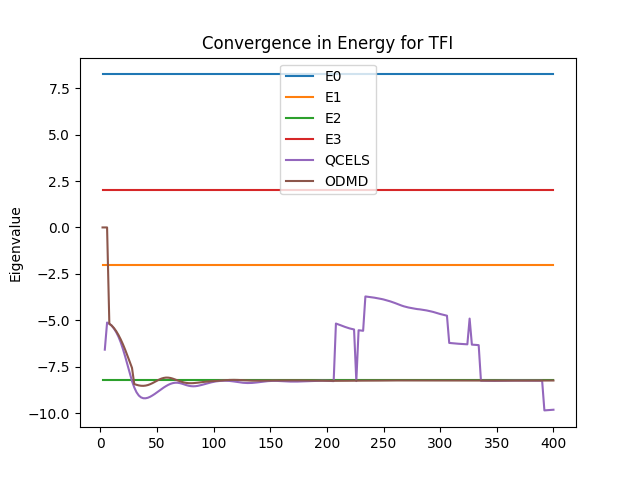 Convergence in Energy for TFI
E0
E1
E2
E3
QCELS
ODMD
Eigenvalue
7.5
5.0
2.5
0.0
−2.5
−5.0
−7.5
−10.0
0 50 100 150 200 250 300 350 400